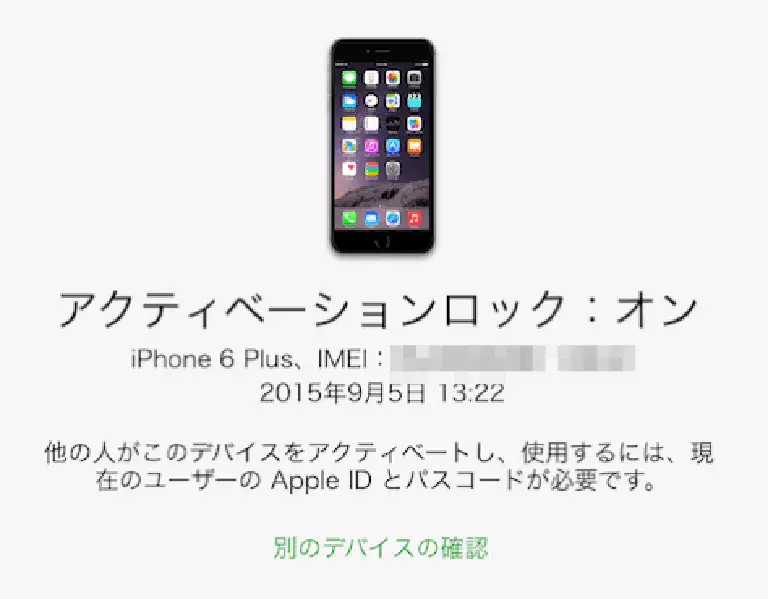 アクティベーションロック：オン
iPhone 6 Plus、IMEI：
2015年9月5日 13:22
他の人がこのデバイスをアクティベートし、使用するには、現
在のユーザーの Apple ID とパスコードが必要です。
別のデバイスの確認